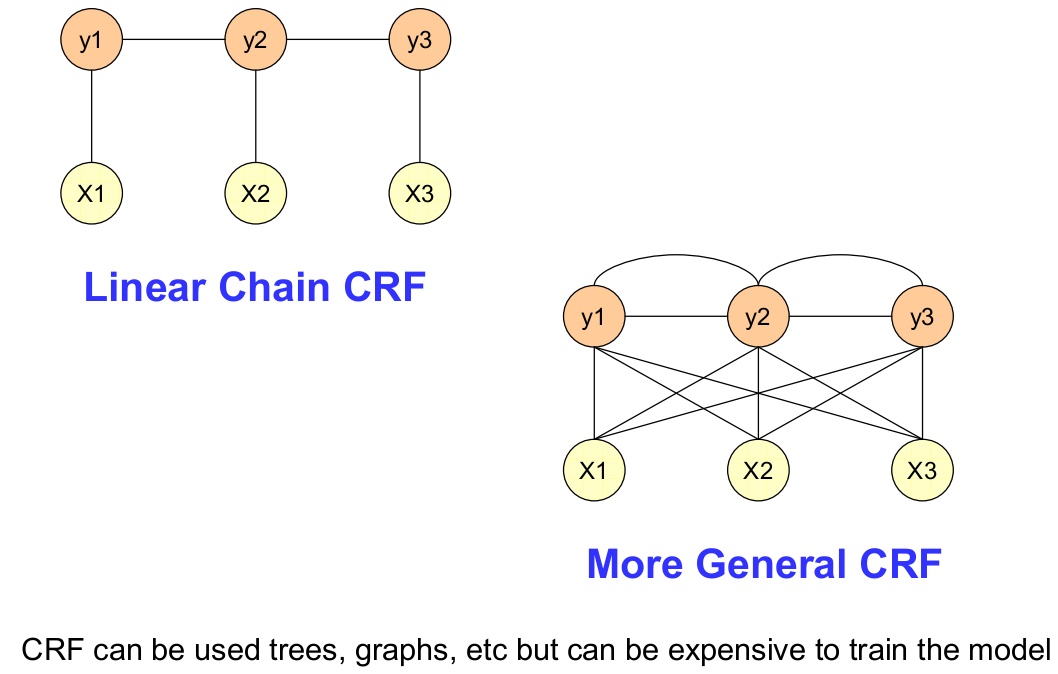 y1 y2 y3
X1 X2 X3
Linear Chain CRF
y1 y2 y3
X1 X2 X3
More General CRF
CRF can be used trees, graphs, etc but can be expensive to train the model